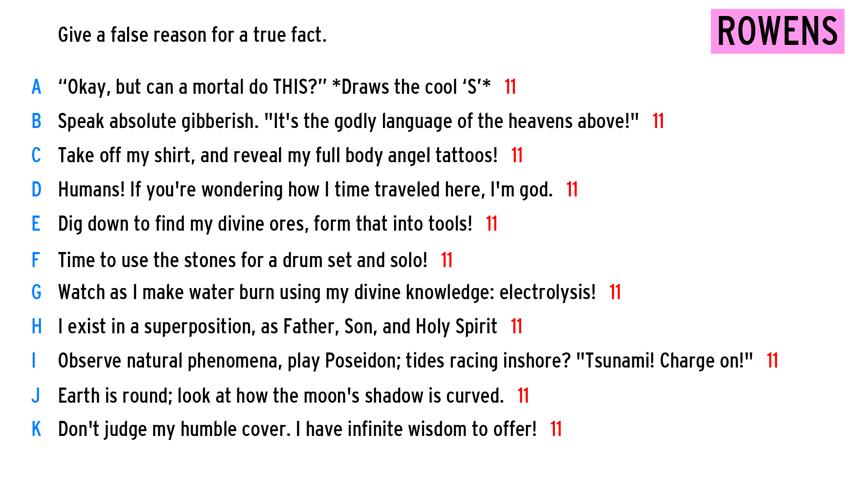 Give a false reason for a true fact.
ROWENS
A “Okay, but can a mortal do THIS?” *Draws the cool ‘S’* 11
B Speak absolute gibberish. "It's the godly language of the heavens above!" 11
C Take off my shirt, and reveal my full body angel tattoos! 11
D Humans! If you're wondering how I time traveled here, I'm god. 11
E Dig down to find my divine ores, form that into tools! 11
F Time to use the stones for a drum set and solo! 11
G Watch as I make water burn using my divine knowledge: electrolysis! 11
H I exist in a superposition, as Father, Son, and Holy Spirit 11
I Observe natural phenomena, play Poseidon; tides racing inshore? "Tsunami! Charge on!" 11
J Earth is round; look at how the moon's shadow is curved. 11
K Don't judge my humble cover. I have infinite wisdom to offer! 11